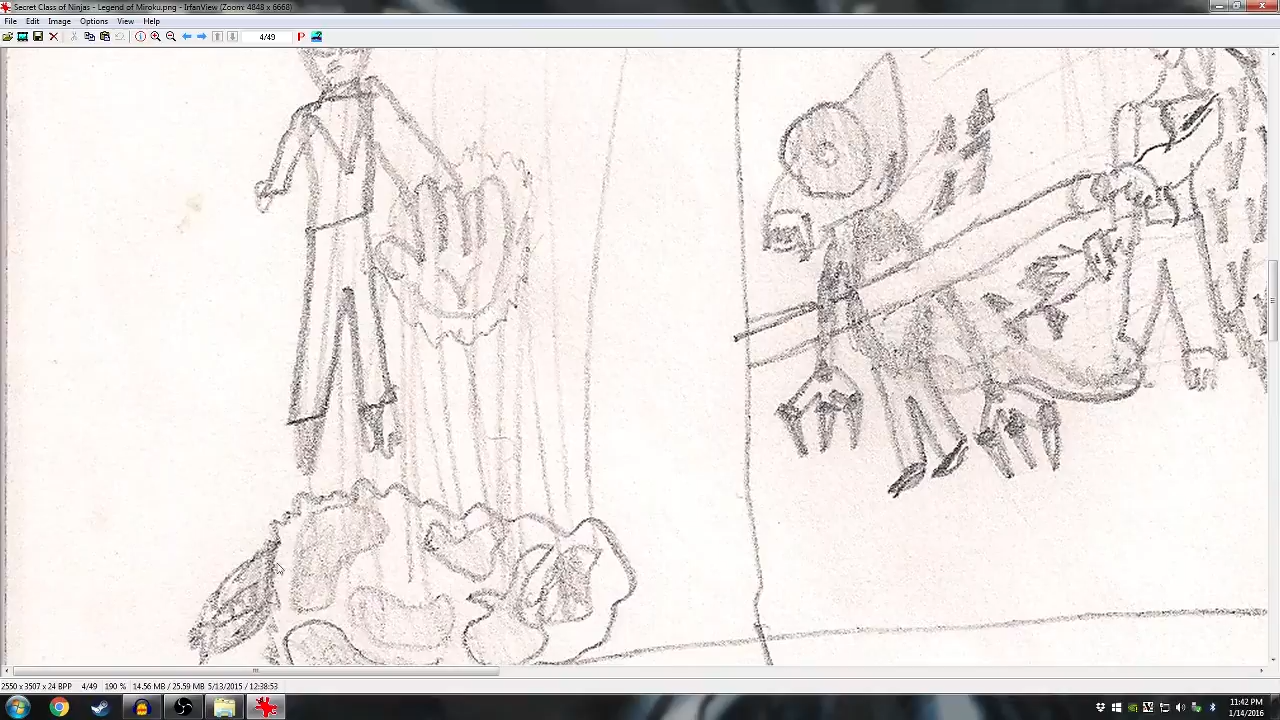 Secret Class of Ninjas - Legend of Miroku.png - IrfanView (Zoom: 4848 x 6668)
File Edit Image Options View Help
4/49
2550 x 3507 x 24 BPP 4/49 190 % 14.56 MB / 25.59 MB 5/13/2015 / 12:38:53
11:42 PM
1/14/2016